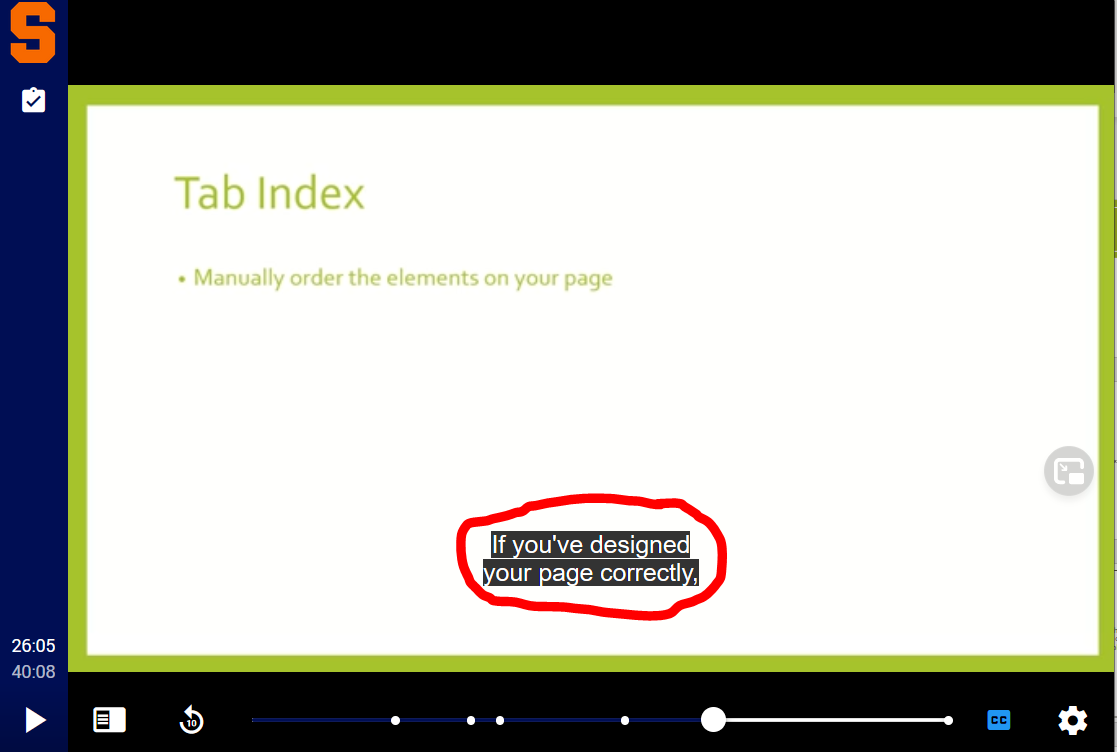 S
Tab Index
• Manually order the elements on your page
If you've designed
your page correctly,
26:05
40:08
10
CC